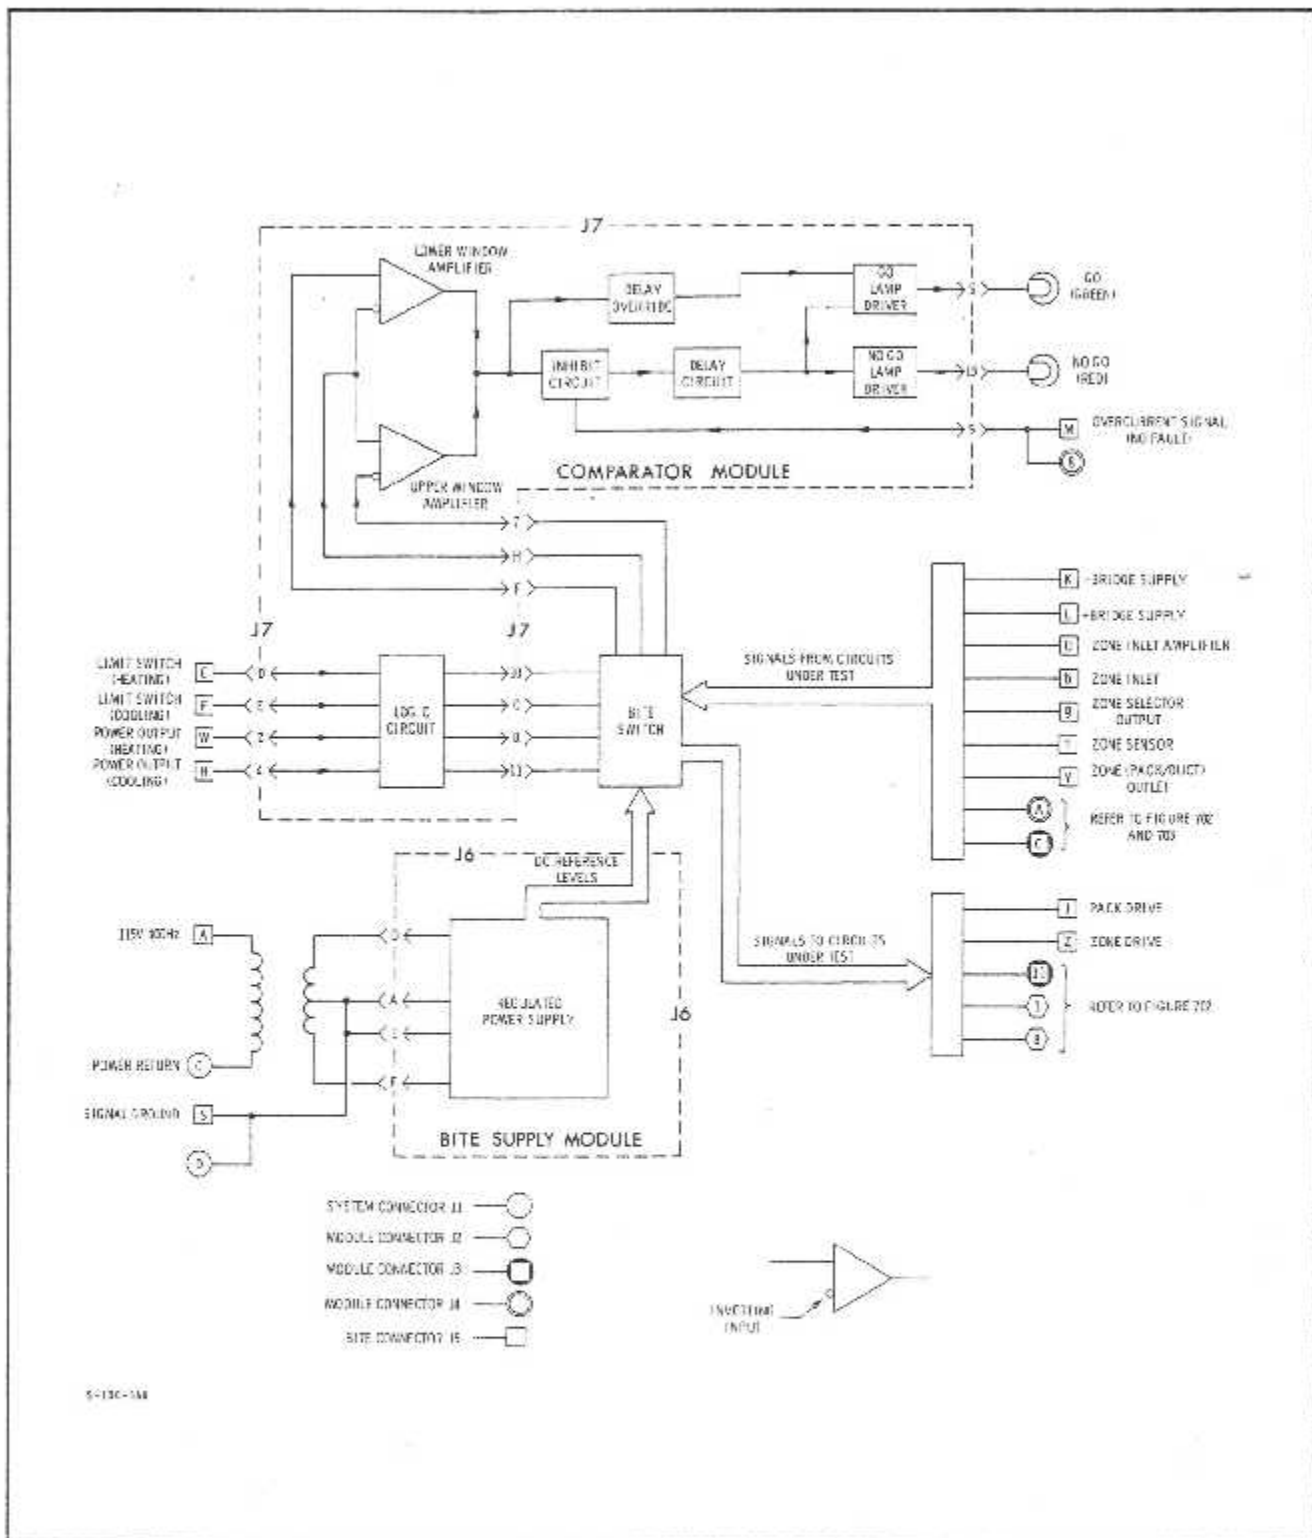 J7
LOWER WINDOW
AMPLIFIER
DELAY
OVERRIDE
GO
LAMP
DRIVER
GO
(GREEN)
INHIBIT
CIRCUIT
DELAY
CIRCUIT
NO GO
LAMP
DRIVER
NO GO
(RED)
M
OVERCURRENT SIGNAL
(NO FAULT)
COMPARATOR MODULE
UPPER WINDOW
AMPLIFIER
H
F
J7
J7
LIMIT SWITCH
(HEATING)
LIMIT SWITCH
(COOLING)
F
POWER OUTPUT
(HEATING)
W
POWER OUTPUT
(COOLING)
H
LOGIC
CIRCUIT
BITE
SWITCH
SIGNALS FROM CIRCUITS
UNDER TEST
K
-BRIDGE SUPPLY
L
+BRIDGE SUPPLY
ZONE INLET AMPLIFIER
ZONE INLET
ZONE SELECTOR
OUTPUT
ZONE SENSOR
ZONE (PACK/DUCT)
OUTLET
A
C
REFER TO FIGURE 702
AND 703
J6
DC REFERENCE
LEVELS
115V 400HZ
A
SIGNALS TO CIRCUITS
UNDER TEST
PACK DRIVE
Z
ZONE DRIVE
REFER TO FIGURE 702
A
F
REGULATED
POWER SUPPLY
J6
POWER RETURN
C
SIGNAL GROUND
S
D
BITE SUPPLY MODULE
SYSTEM CONNECTOR J1
MODULE CONNECTOR J2
MODULE CONNECTOR J3
MODULE CONNECTOR J4
BITE CONNECTOR J5
INVERTING
INPUT